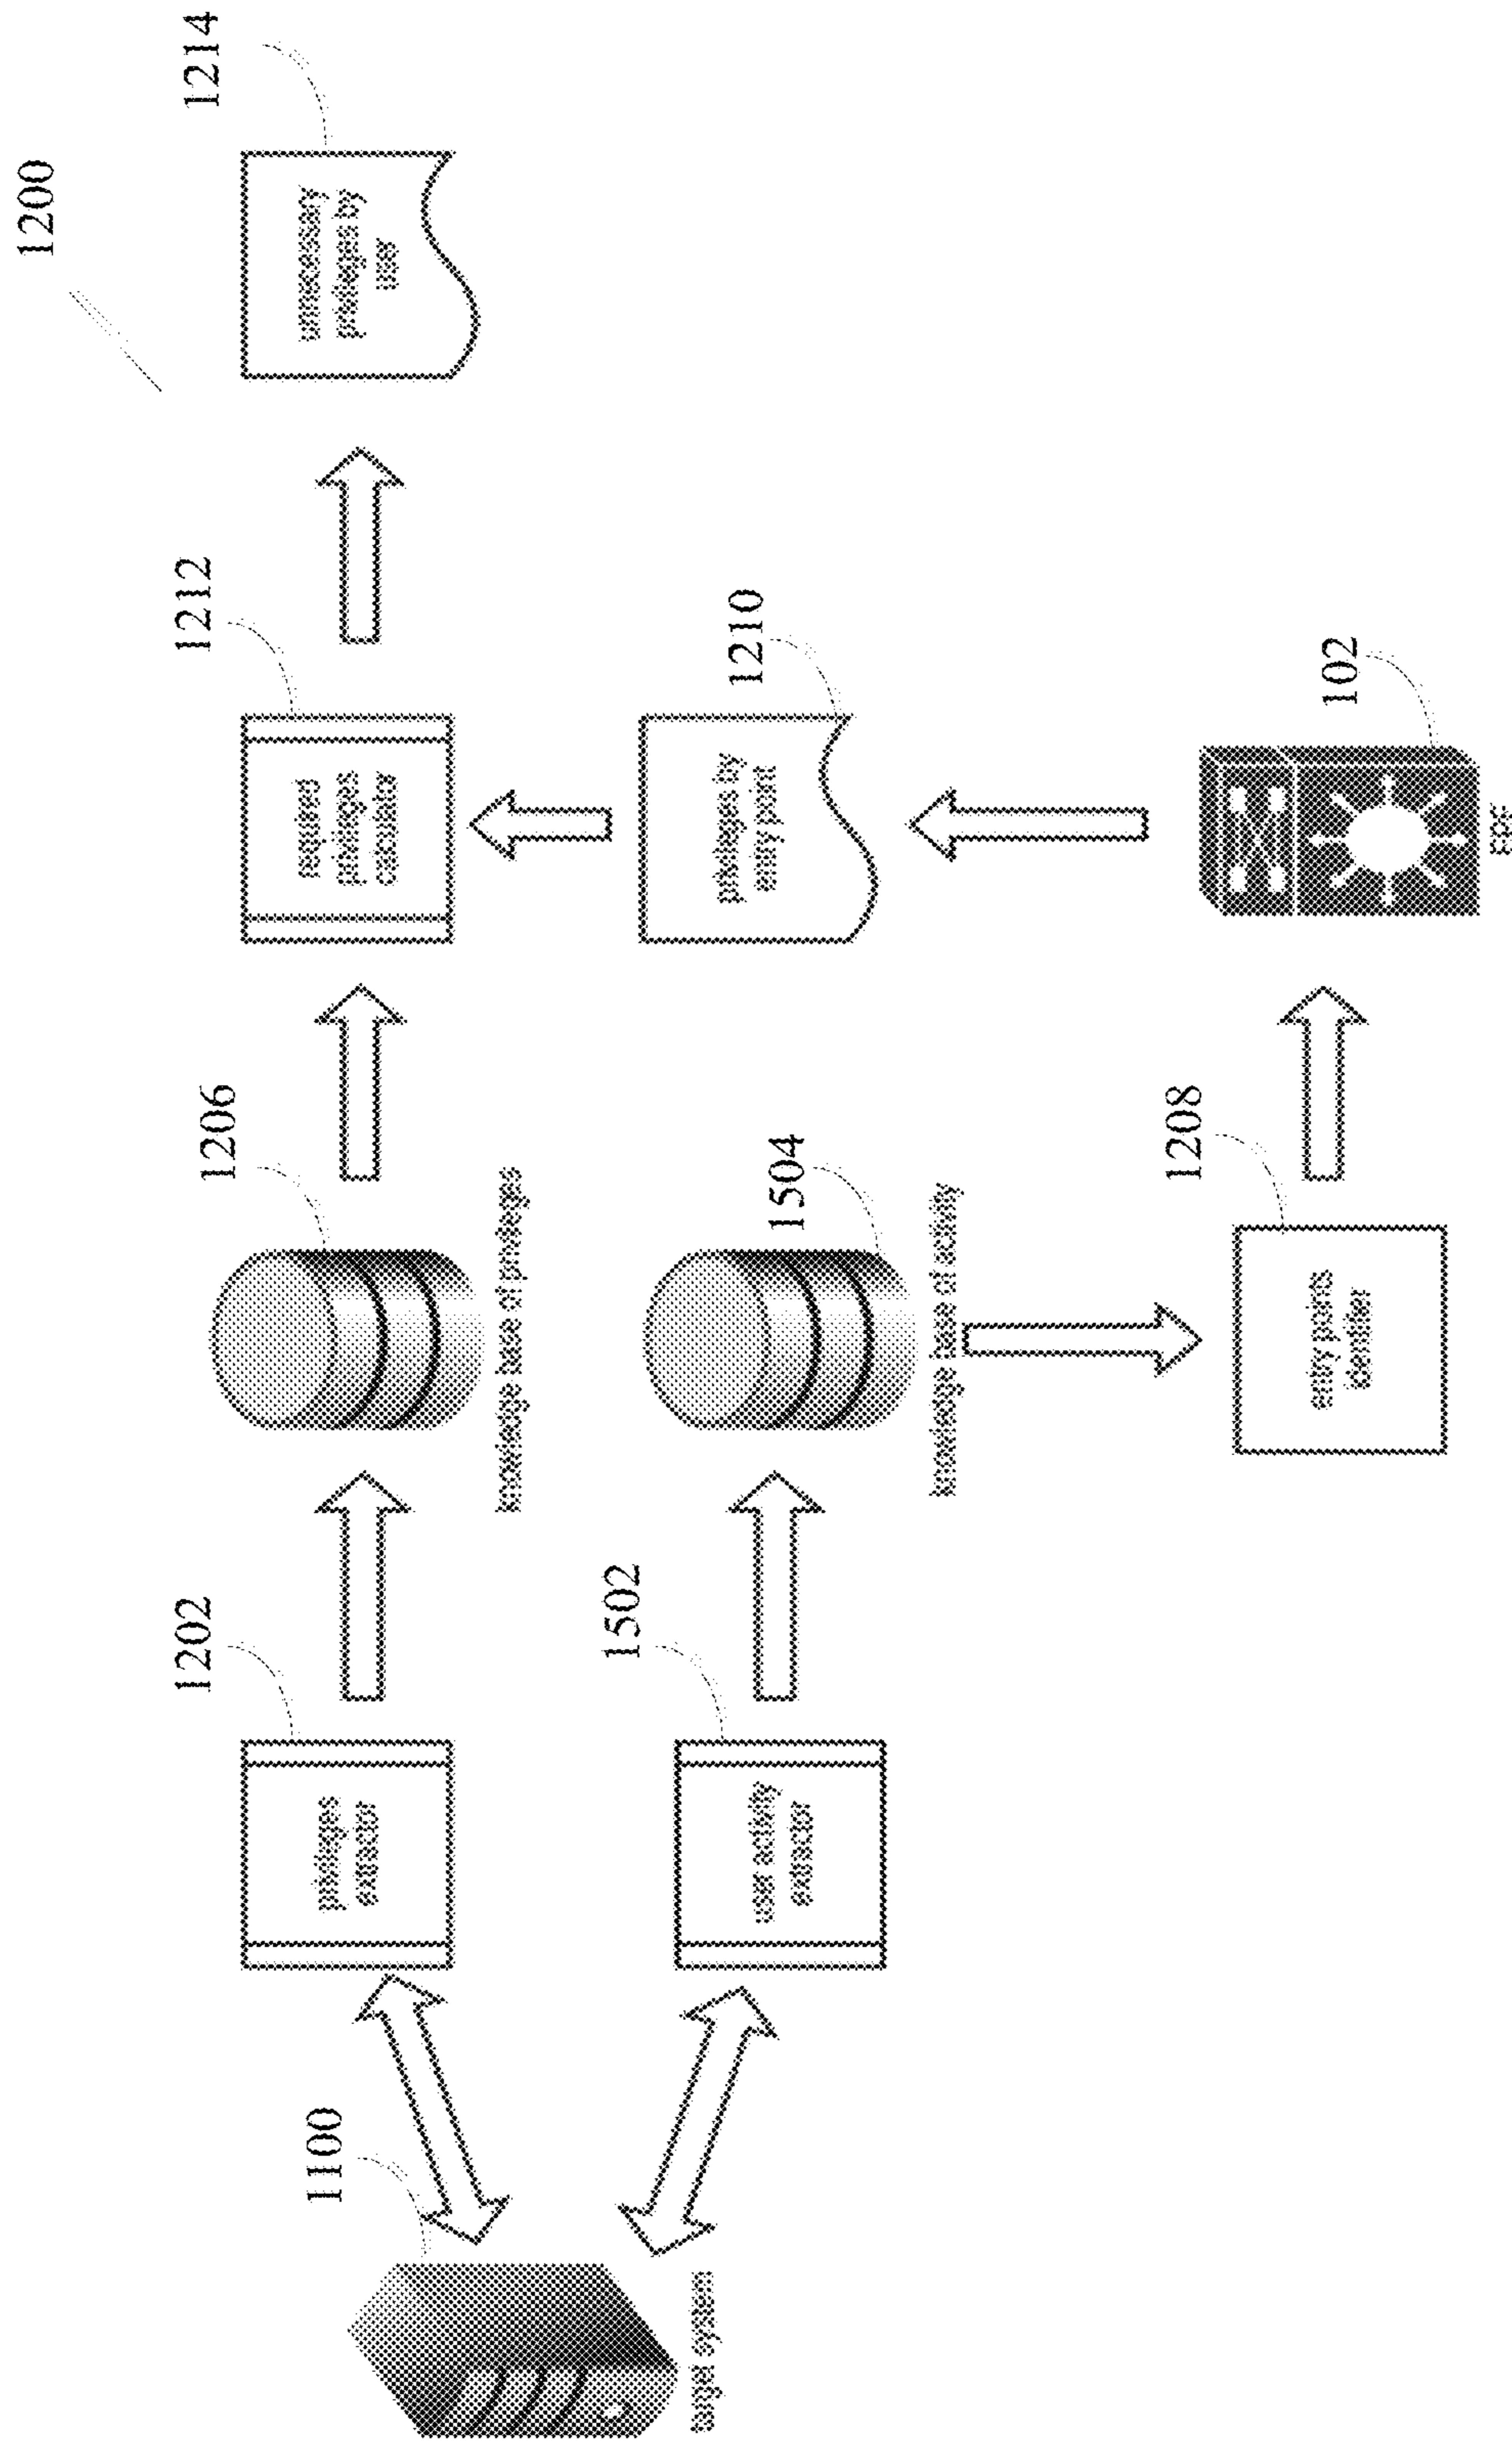 1200
1202
1206
1212
1214
privileges
extractor
knowledge base of privileges
required
privileges
calculator
unnecessary
privileges by
user
1100
target system
1502
user activity
extractor
1504
knowledge base of activity
1210
privileges by
entry point
1208
entry points
identifier
102